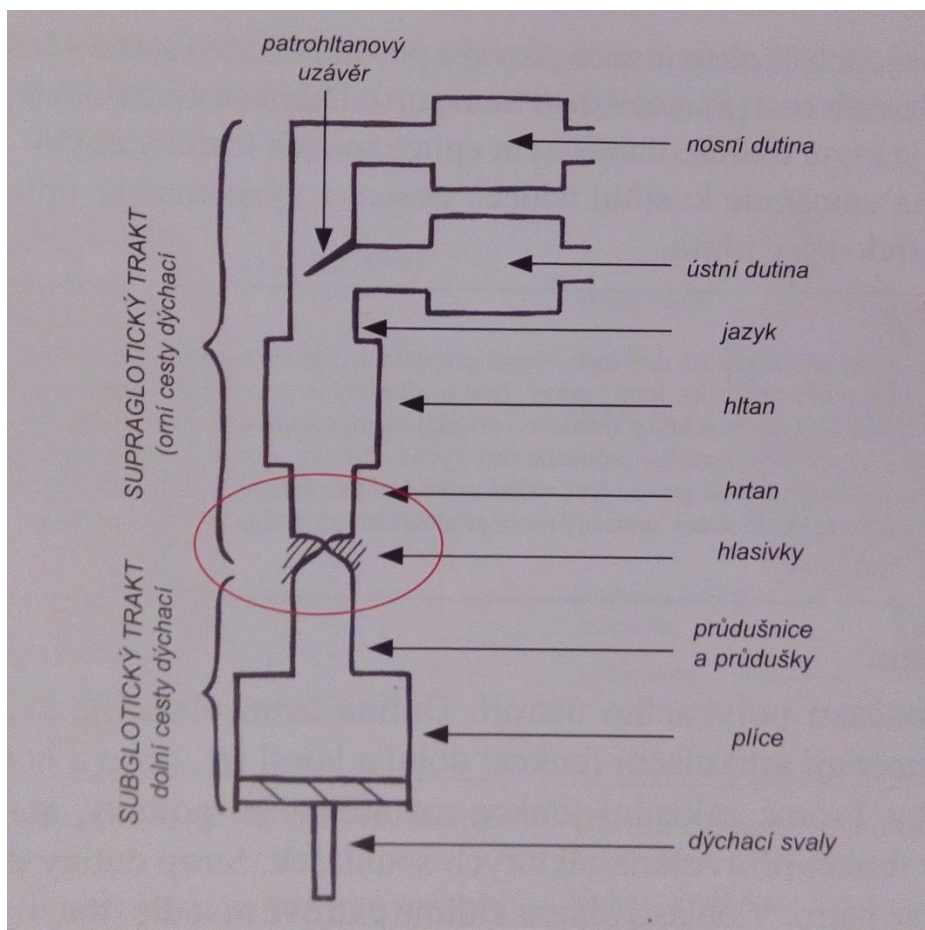 patrohltanový
uzávěr
nosní dutina
ústní dutina
jazyk
hltan
hrtan
hlasivky
průdušnice
a průdušky
plíce
dýchací svaly
SUPRAGLOTICKÝ TRAKT
(orní cesty dýchací
SUBGLOTICKÝ TRAKT
dolní cesty dýchací